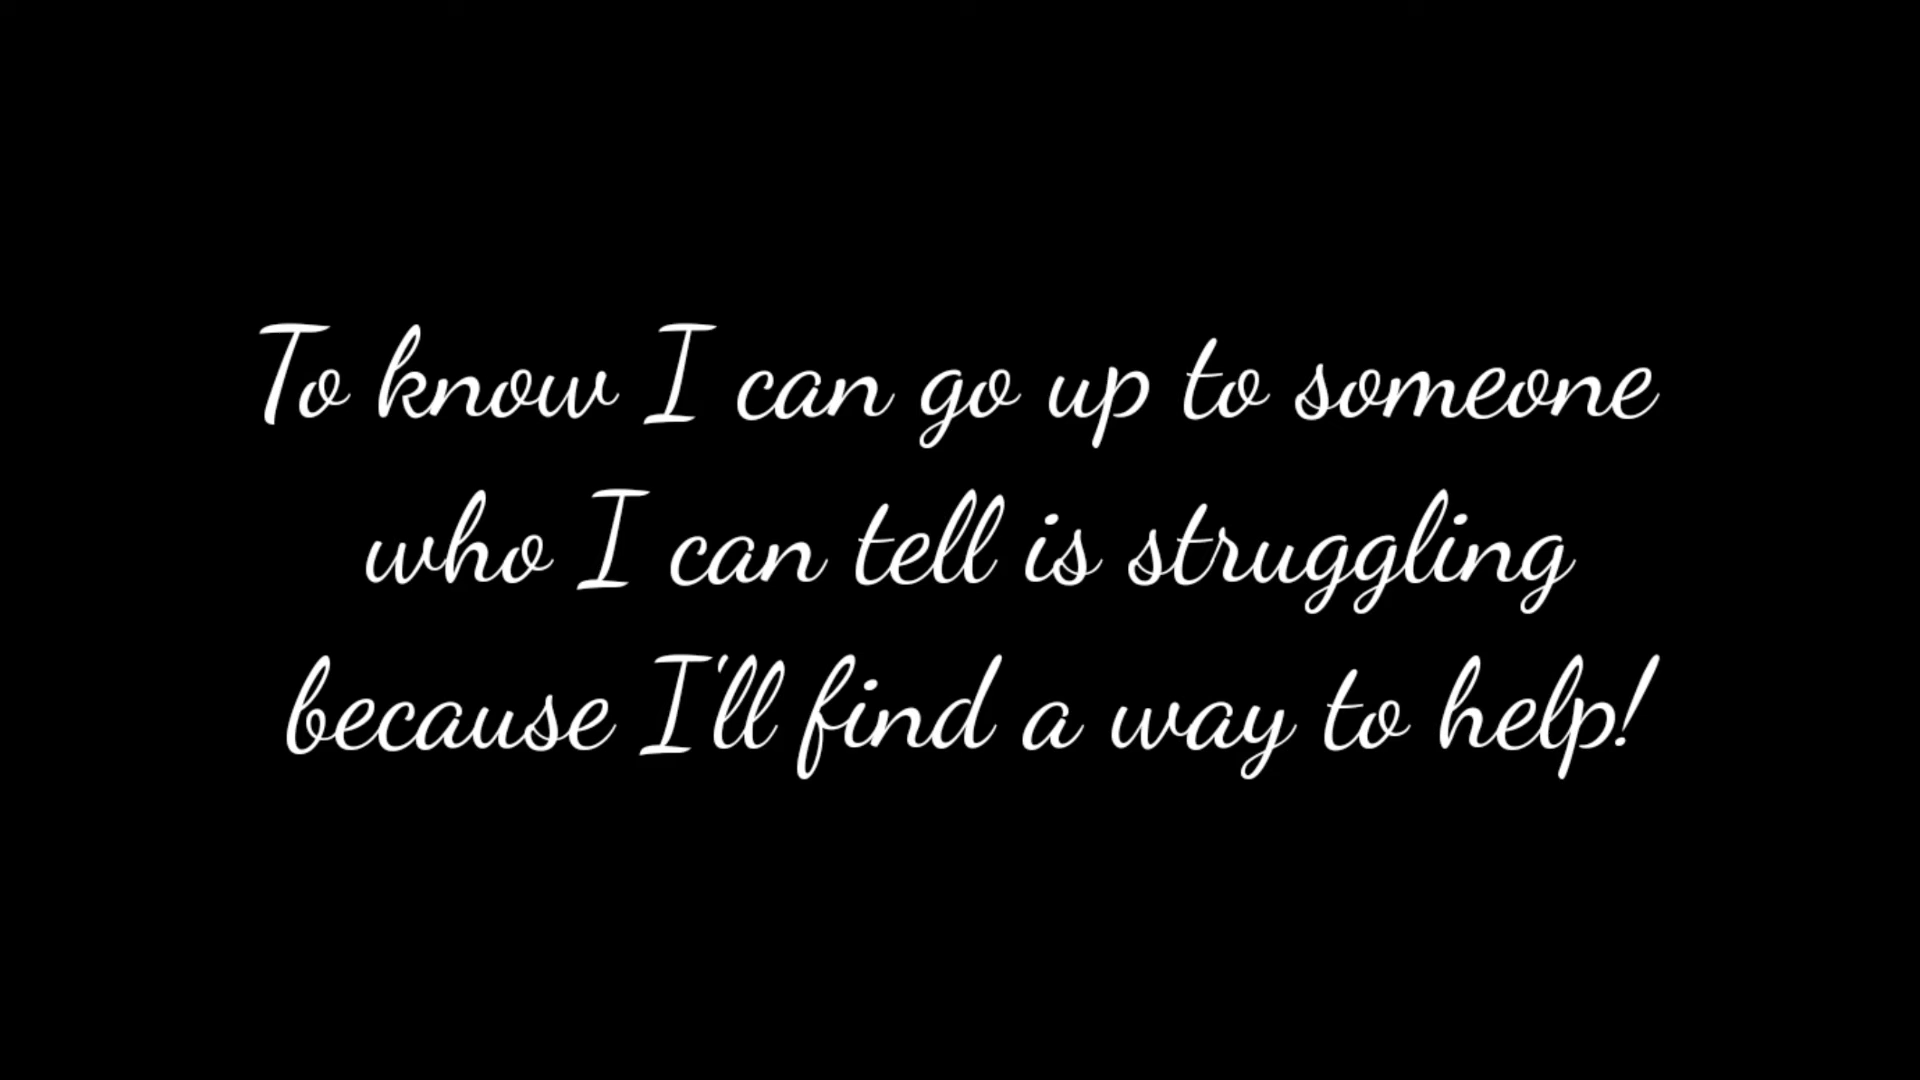 To know I can go up to someone
who I can tell is struggling
because I'll find a way to help!